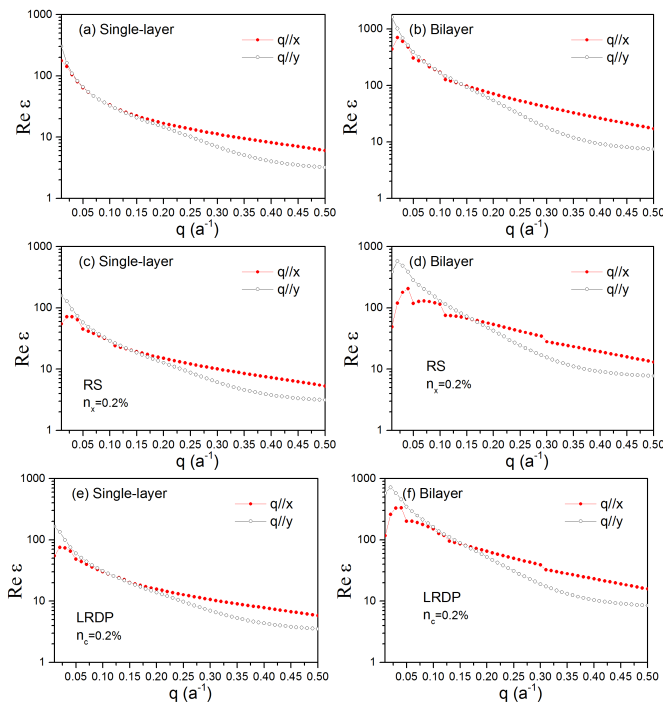 (a) Single-layer
q//x
q//y
100
10
1
Re ε
0.05 0.10 0.15 0.20 0.25 0.30 0.35 0.40 0.45 0.50
q (a⁻¹)
(b) Bilayer
q//x
q//y
1000
100
10
1
Re ε
0.05 0.10 0.15 0.20 0.25 0.30 0.35 0.40 0.45 0.50
q (a⁻¹)
(c) Single-layer
q//x
q//y
1000
100
10
1
Re ε
RS
nₓ=0.2%
0.05 0.10 0.15 0.20 0.25 0.30 0.35 0.40 0.45 0.50
q (a⁻¹)
(d) Bilayer
q//x
q//y
1000
100
10
1
Re ε
RS
nₓ=0.2%
0.05 0.10 0.15 0.20 0.25 0.30 0.35 0.40 0.45 0.50
q (a⁻¹)
(e) Single-layer
q//x
q//y
1000
100
10
1
Re ε
LRDP
n_c=0.2%
0.05 0.10 0.15 0.20 0.25 0.30 0.35 0.40 0.45 0.50
q (a⁻¹)
(f) Bilayer
q//x
q//y
1000
100
10
1
Re ε
LRDP
n_c=0.2%
0.05 0.10 0.15 0.20 0.25 0.30 0.35 0.40 0.45 0.50
q (a⁻¹)